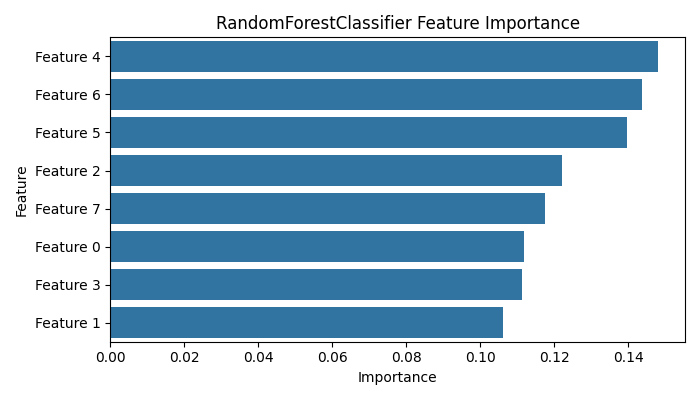 RandomForestClassifier Feature Importance
Feature 4
Feature 6
Feature 5
Feature 2
Feature 7
Feature 0
Feature 3
Feature 1
Feature
0.00 0.02 0.04 0.06 0.08 0.10 0.12 0.14
Importance